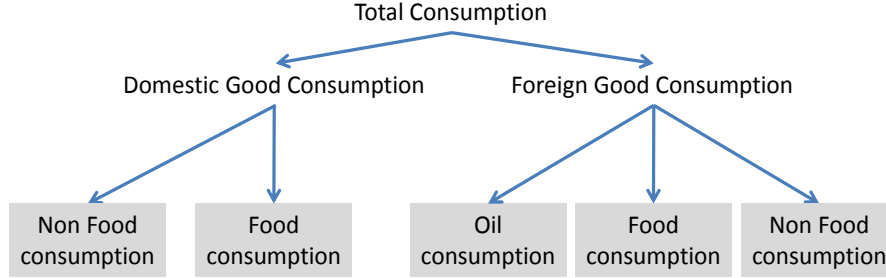 Total Consumption
Domestic Good Consumption
Foreign Good Consumption
Non Food
consumption
Food
consumption
Oil
consumption
Food
consumption
Non Food
consumption